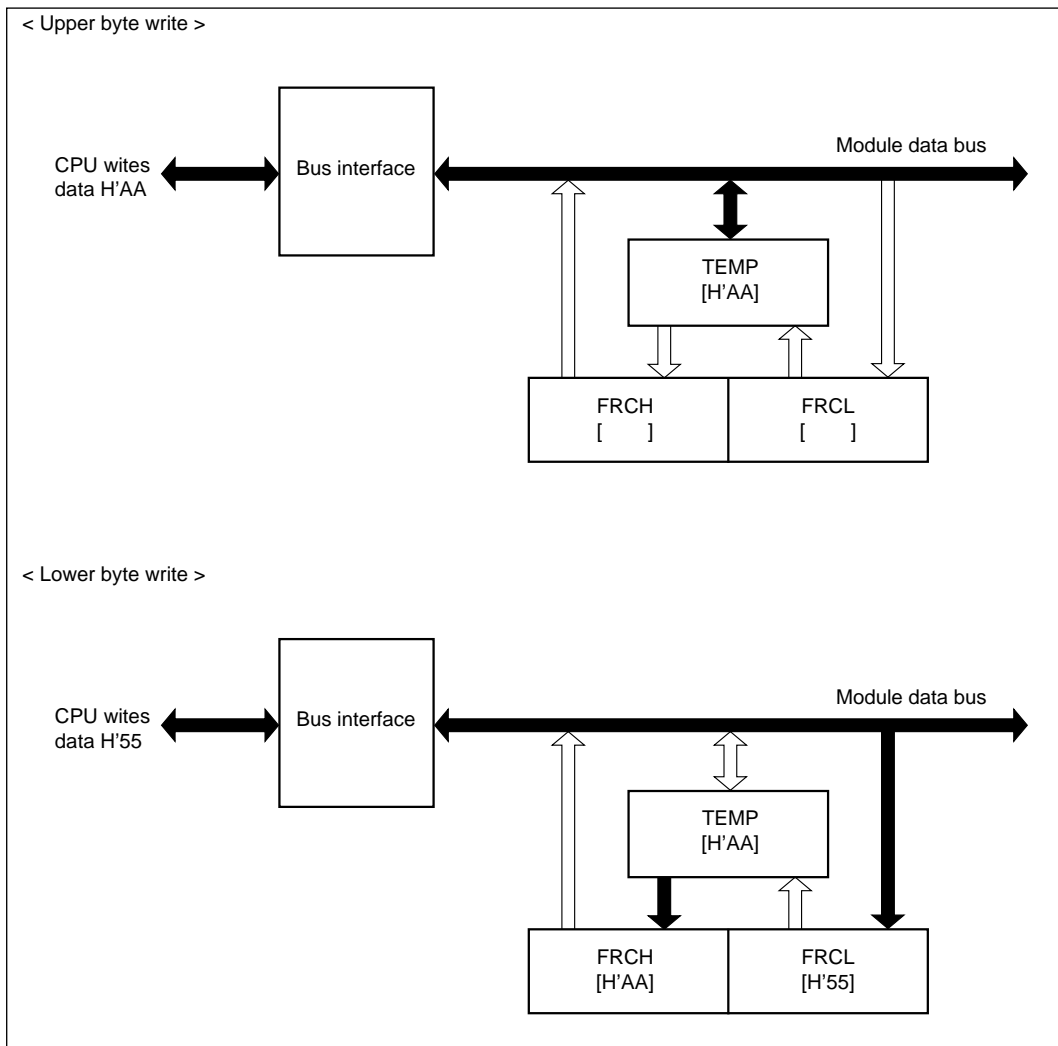 < Upper byte write >
Module data bus
CPU wites
data H'AA
Bus interface
TEMP
[H'AA]
FRCH
[ ]
FRCL
[ ]
< Lower byte write >
Module data bus
CPU wites
data H'55
Bus interface
TEMP
[H'AA]
FRCH
[H'AA]
FRCL
[H'55]